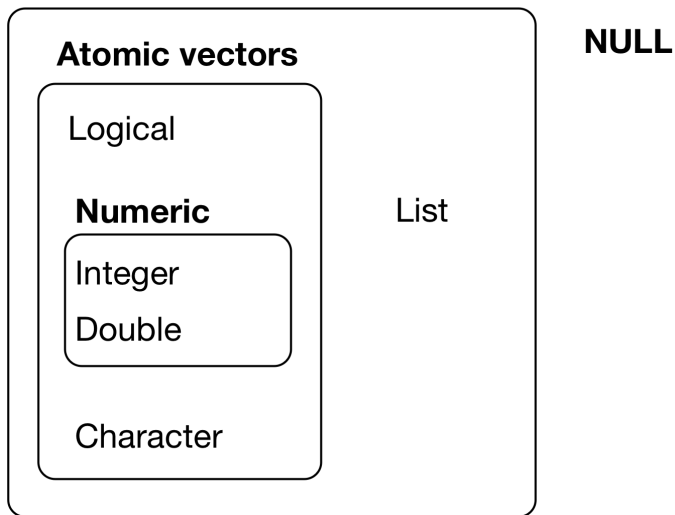 NULL
Atomic vectors
Logical
Numeric
List
Integer
Double
Character